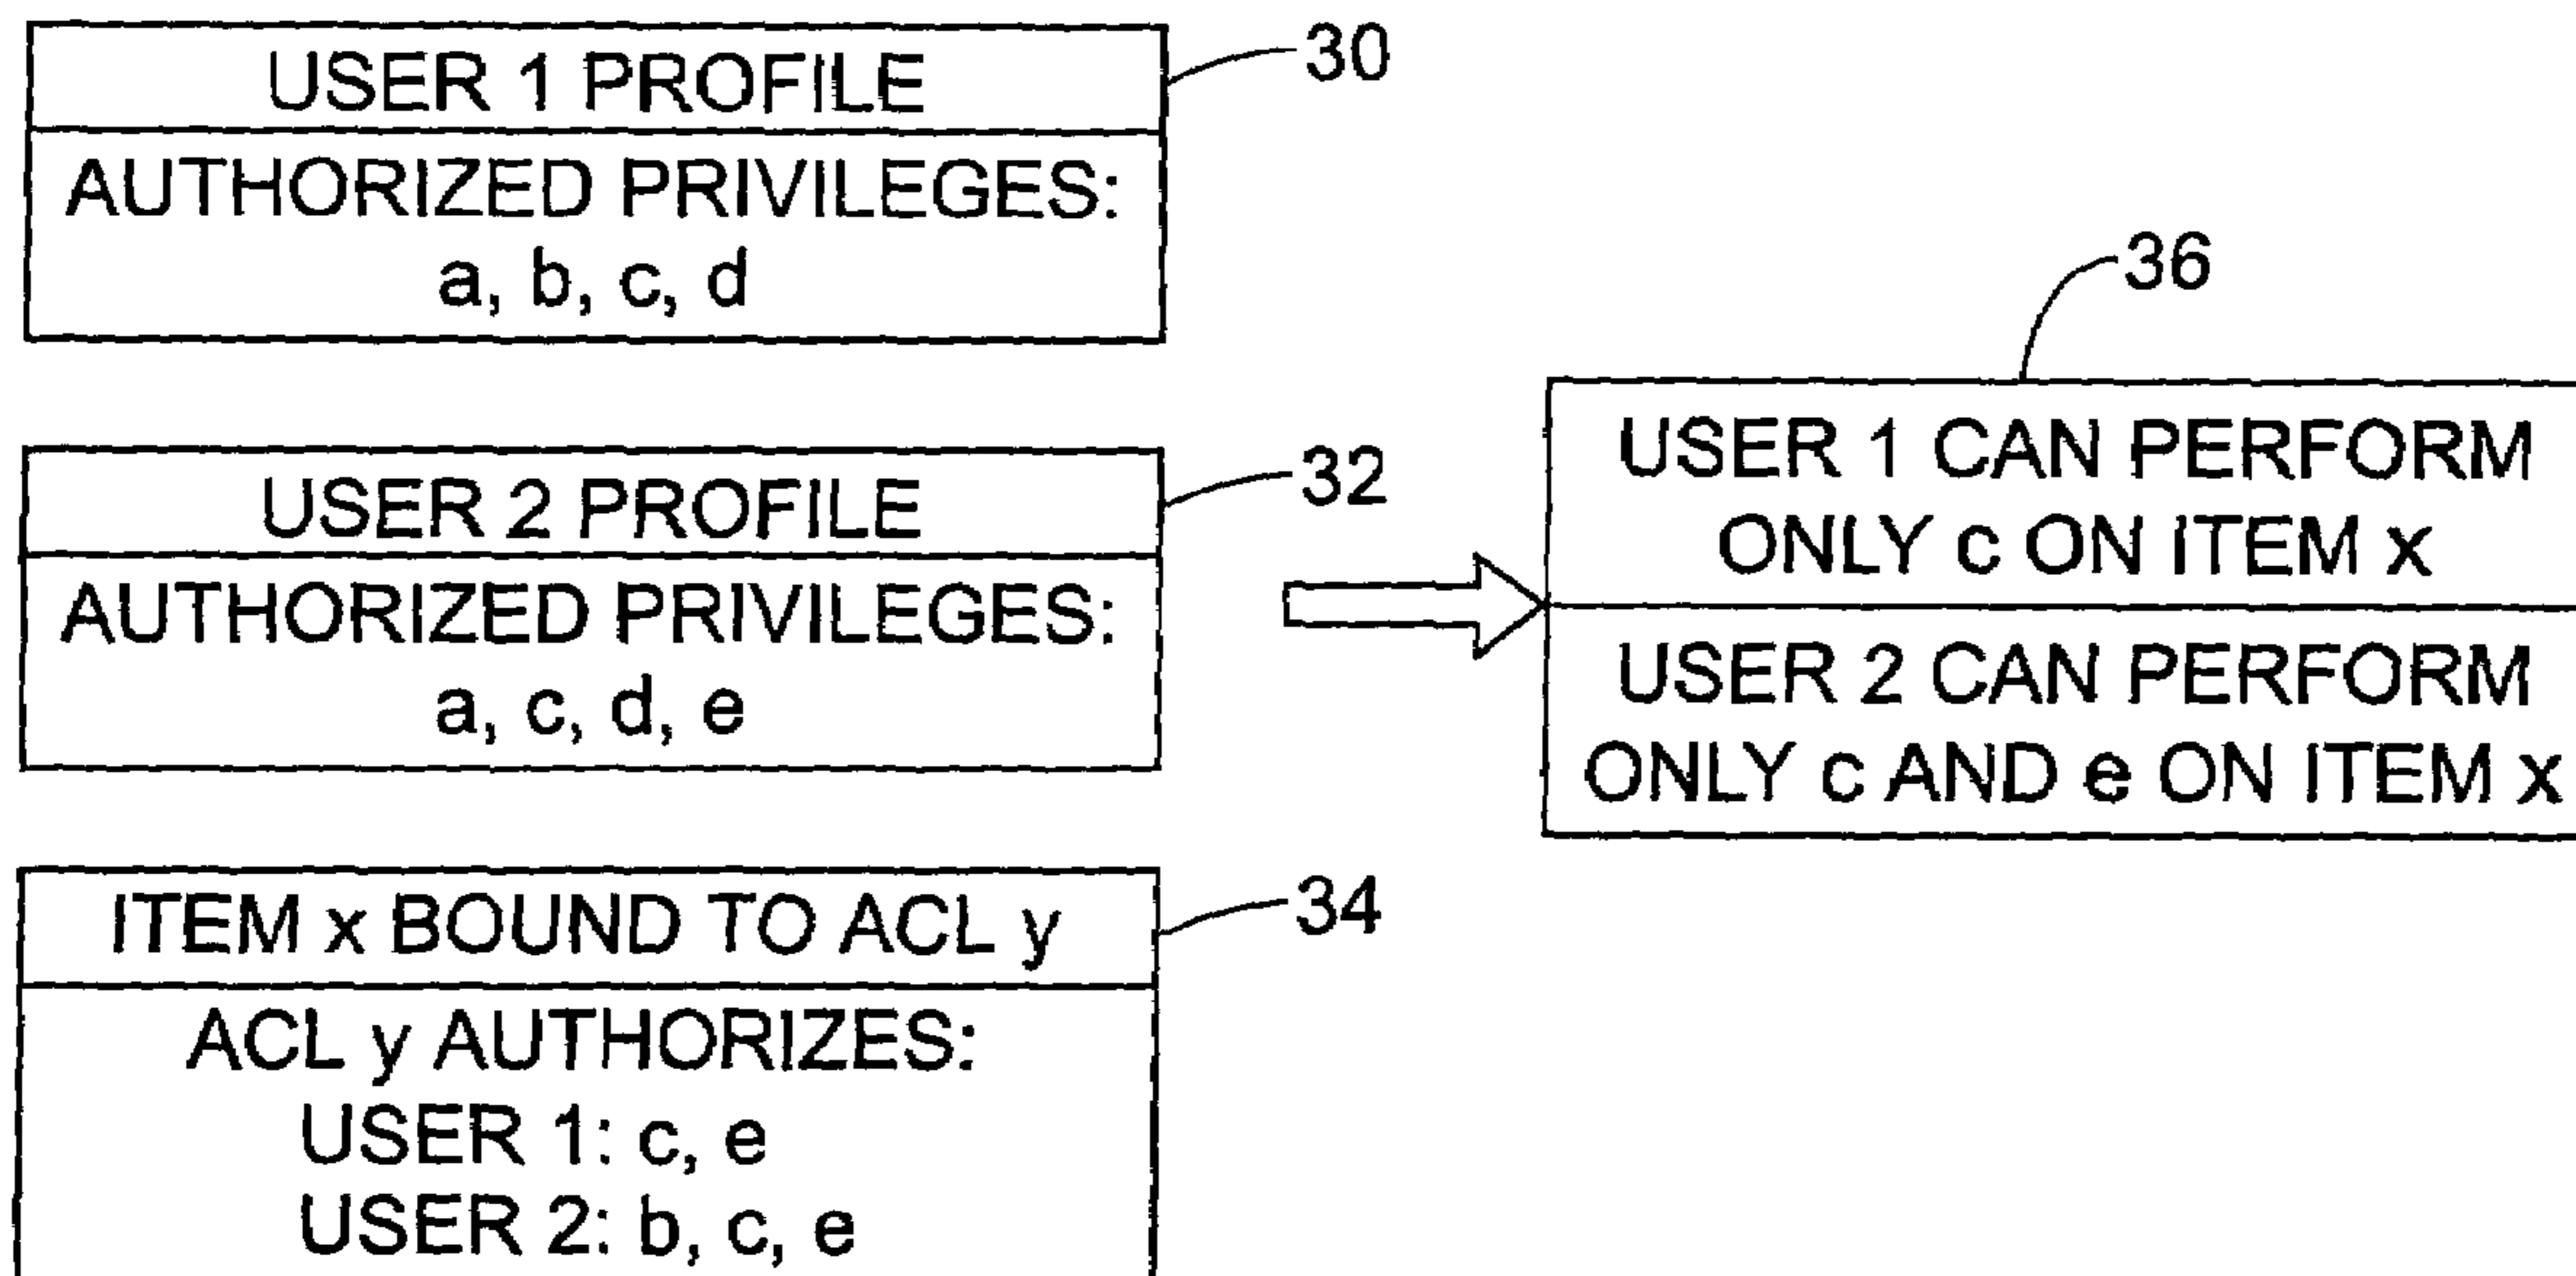 USER 1 PROFILE
30
AUTHORIZED PRIVILEGES:
a, b, c, d
USER 2 PROFILE
32
AUTHORIZED PRIVILEGES:
a, c, d, e
ITEM x BOUND TO ACL y
34
ACL y AUTHORIZES:
USER 1: c, e
USER 2: b, c, e
36
USER 1 CAN PERFORM
ONLY c ON ITEM x
USER 2 CAN PERFORM
ONLY c AND e ON ITEM x